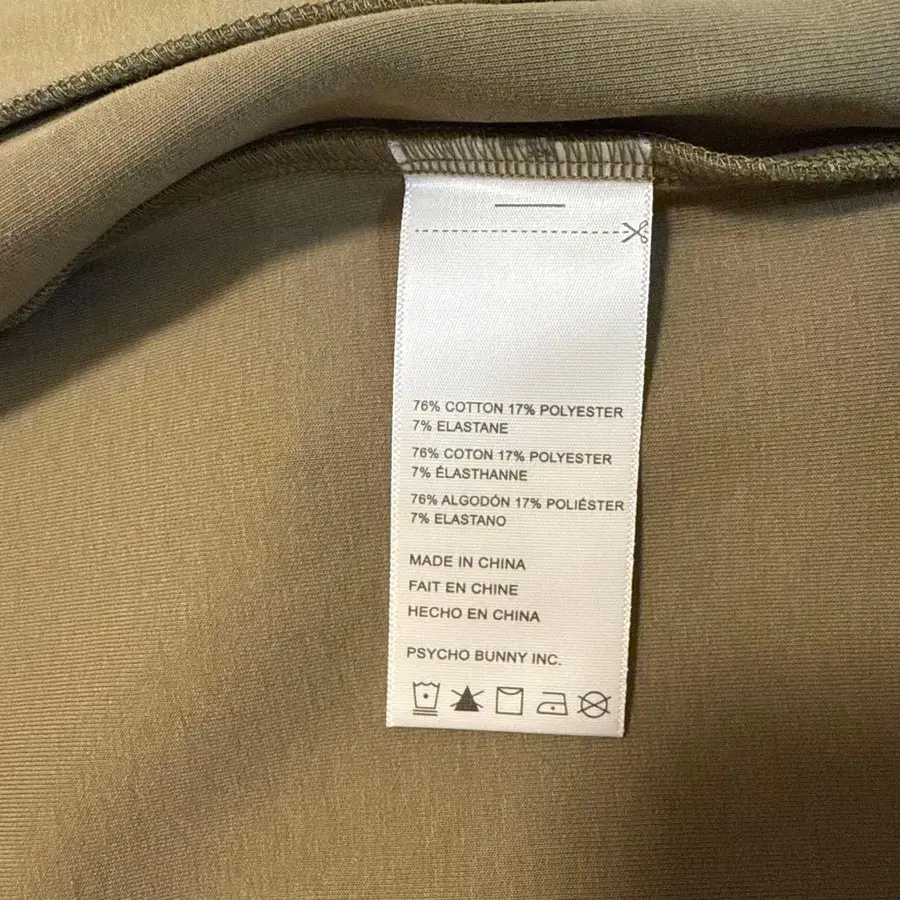 76% COTTON 17% POLYESTER
7% ELASTANE
76% COTON 17% POLYESTER
7% ÉLASTHANNE
76% ALGODÓN 17% POLIÉSTER
7% ELASTANO
MADE IN CHINA
FAIT EN CHINE
HECHO EN CHINA
PSYCHO BUNNY INC.